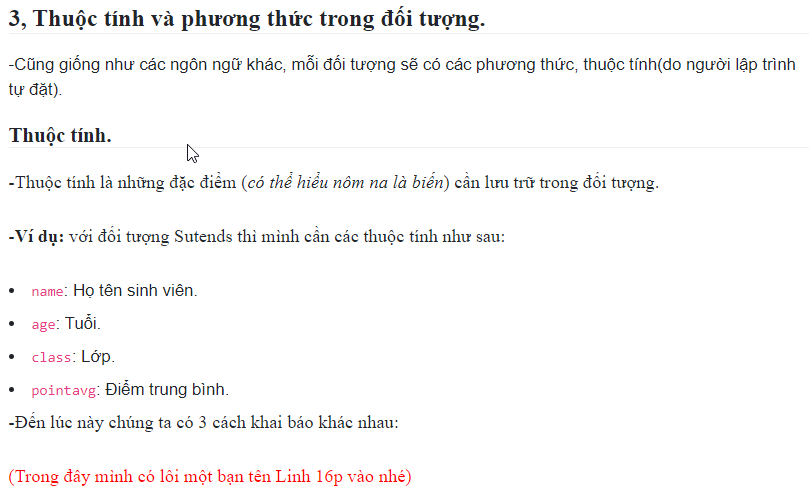 3, Thuộc tính và phương thức trong đối tượng.
-Cũng giống như các ngôn ngữ khác, mỗi đối tượng sẽ có các phương thức, thuộc tính(do người lập trình
tự đặt).
Thuộc tính.
-Thuộc tính là những đặc điểm (có thể hiểu nôm na là biến) cần lưu trữ trong đối tượng.
-Ví dụ: với đối tượng Sutends thì mình cần các thuộc tính như sau:
• name: Họ tên sinh viên.
• age: Tuổi.
• class: Lớp.
• pointavg: Điểm trung bình.
-Đến lúc này chúng ta có 3 cách khai báo khác nhau:
(Trong đây mình có lôi một bạn tên Linh 16p vào nhé)